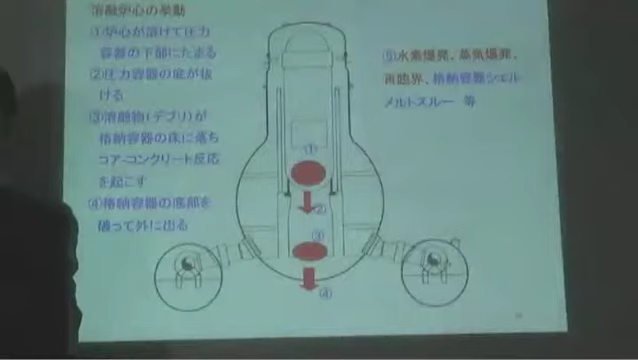 溶融炉心の挙動
①炉心が溶けて圧力
容器の下部にたまる
②圧力容器の底が抜
ける
③溶融物(デブリ)が
格納容器の床に落ち
コア-コンクリート反応
を起こす
④格納容器の底部を
破って外に出る
⑤水素爆発、蒸気爆発、
再臨界、格納容器シェル
メルトスルー 等
①
②
③
④